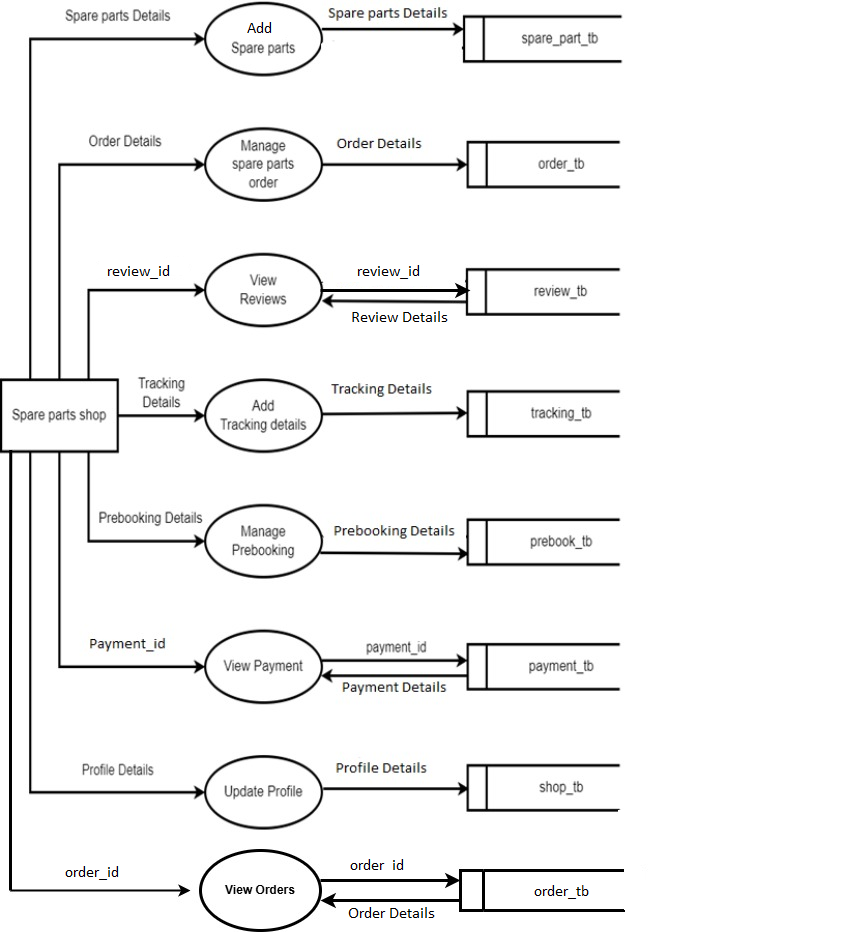 Spare parts Details
Add
Spare parts
Spare parts Details
spare_part_tb
Order Details
Manage
spare parts
order
Order Details
order_tb
review_id
View
Reviews
review_id
Review Details
review_tb
Spare parts shop
Tracking
Details
Add
Tracking details
Tracking Details
tracking_tb
Prebooking Details
Manage
Prebooking
Prebooking Details
prebook_tb
Payment_id
View Payment
payment_id
Payment Details
payment_tb
Profile Details
Update Profile
Profile Details
shop_tb
order_id
View Orders
order id
Order Details
order_tb